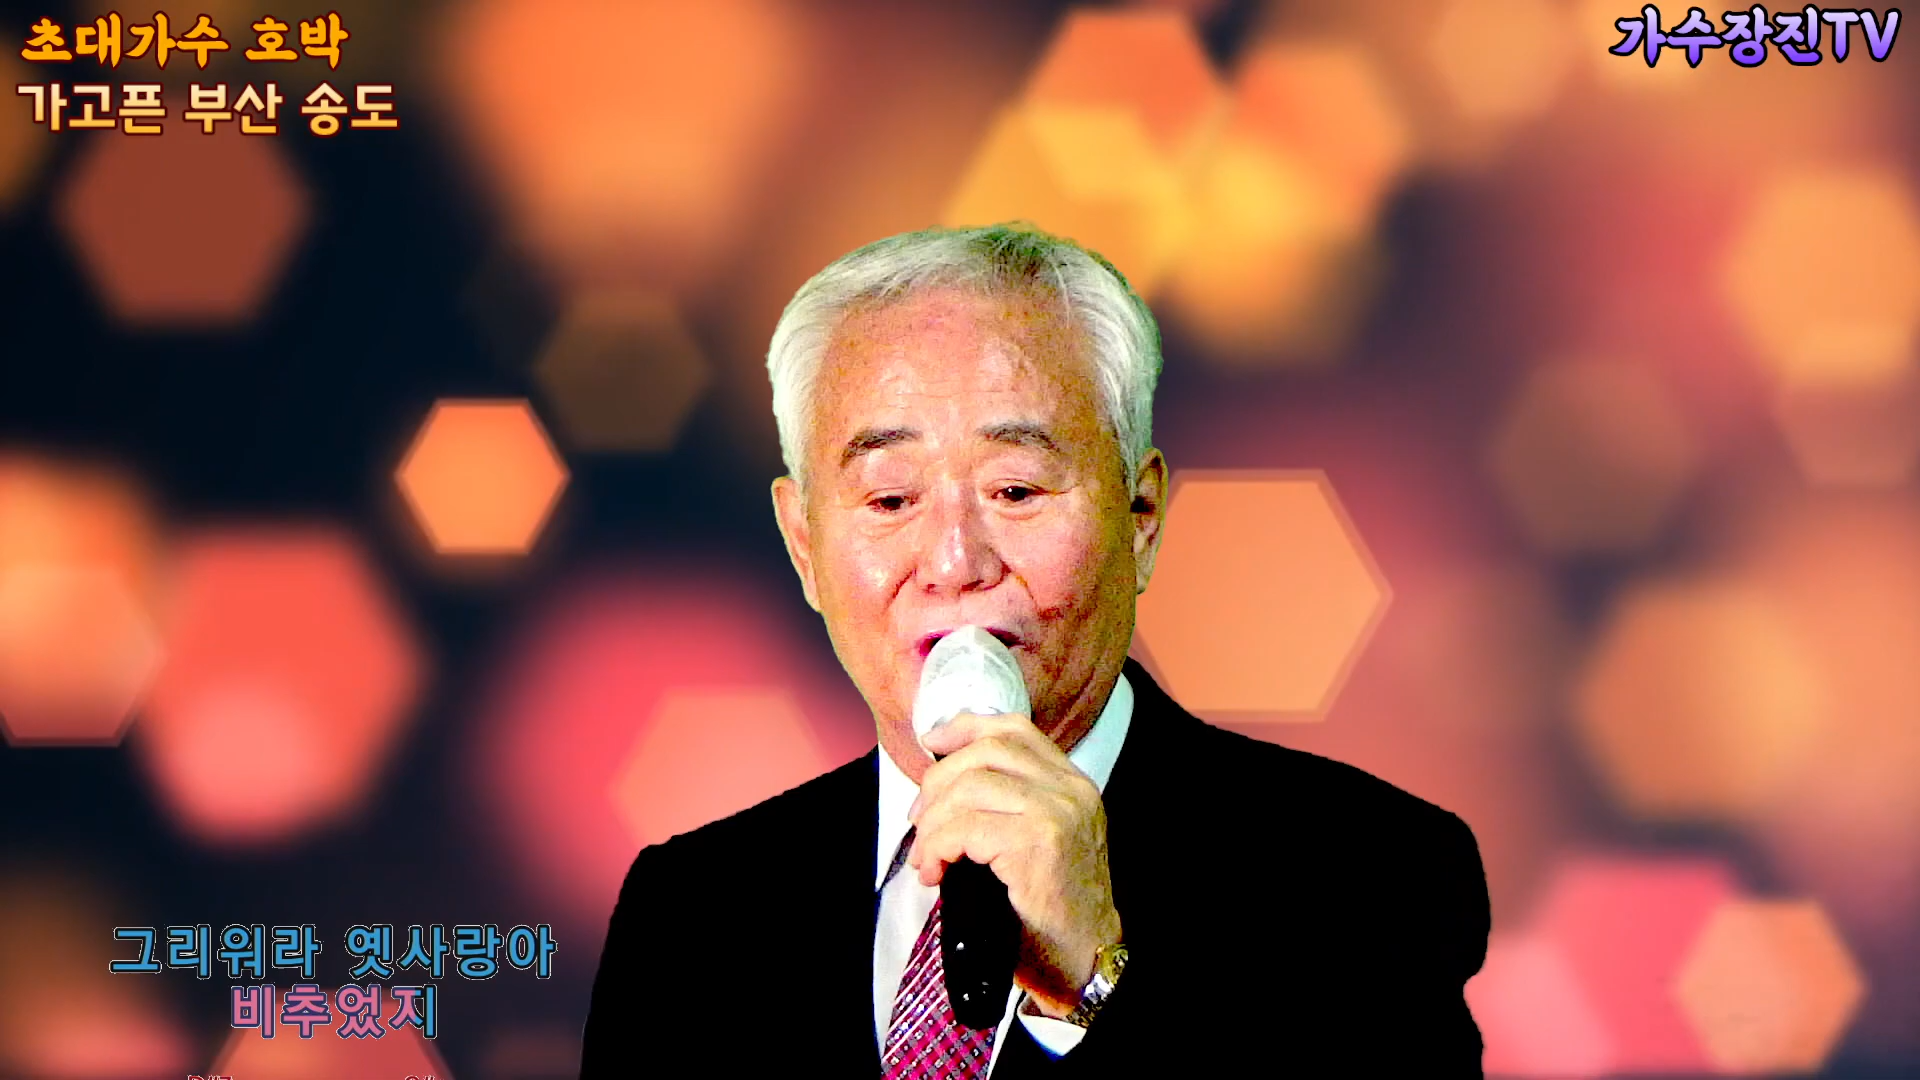 초대가수 호박
가고픈 부산 송도
가수장진TV
그리워라 옛사랑아
비추었지